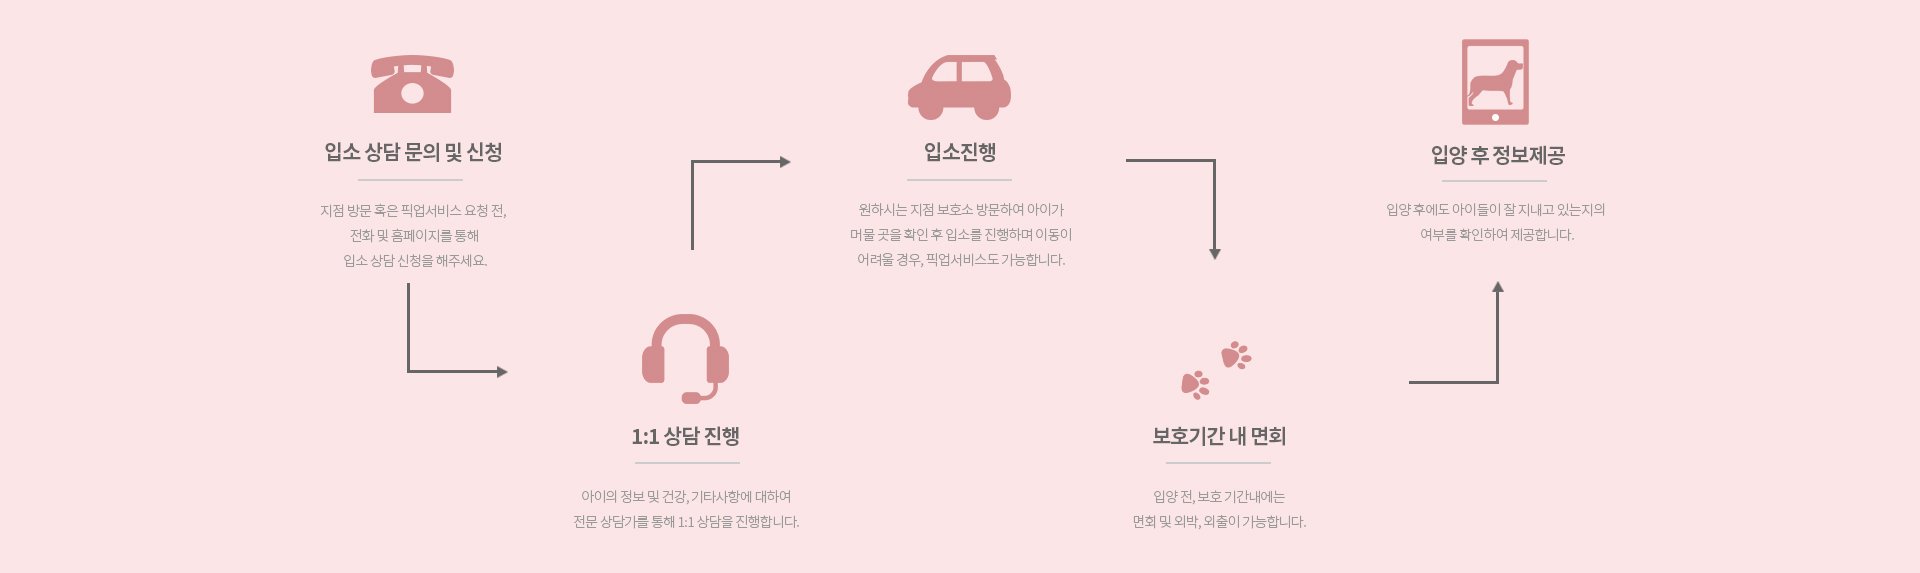 입소 상담 문의 및 신청
지점 방문 혹은 픽업서비스 요청 전,
전화 및 홈페이지를 통해
입소 상담 신청을 해주세요.
1:1 상담 진행
아이의 정보 및 건강, 기타사항에 대하여
전문 상담가를 통해 1:1 상담을 진행합니다.
입소진행
원하시는 지점 보호소 방문하여 아이가
머물 곳을 확인 후 입소를 진행하며 이동이
어려울 경우, 픽업서비스도 가능합니다.
보호기간 내 면회
입양 전, 보호 기간내에는
면회 및 외박, 외출이 가능합니다.
입양 후 정보제공
입양 후에도 아이들이 잘 지내고 있는지의
여부를 확인하여 제공합니다.